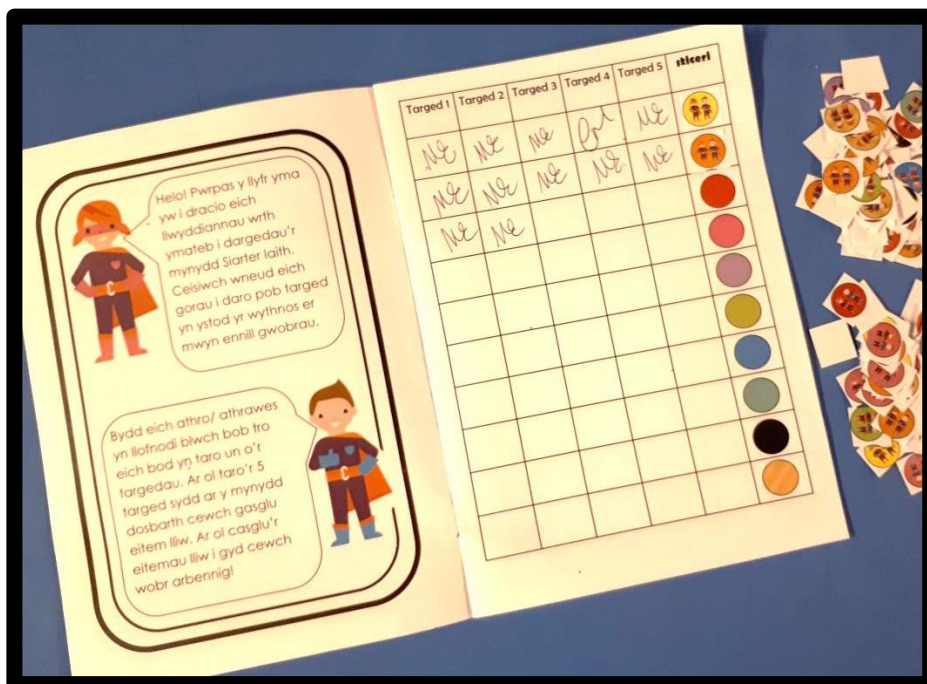 Helo! Pwrpas y llyfr yma
yw i dracio eich
llwyddiannau wrth
ymateb i dargedau'r
mynydd Siarter Iaith.
Ceisiwch wneud eich
gorau i daro pob targed
yn ystod yr wythnos er
mwyn ennill gwobrau.
Bydd eich athro/ athrawes
yn llofnodi blwch bob tro
eich bod yn taro un o'r
targedau. Ar ol taro'r 5
targed sydd ar y mynydd
dosbarth cewch gasglu
eitem lliw. Ar ol casglu'r
eitemau lliw i gyd cewch
wobr arbennig!
Targed 1 Targed 2 Targed 3 Targed 4 Targed 5 sticeri